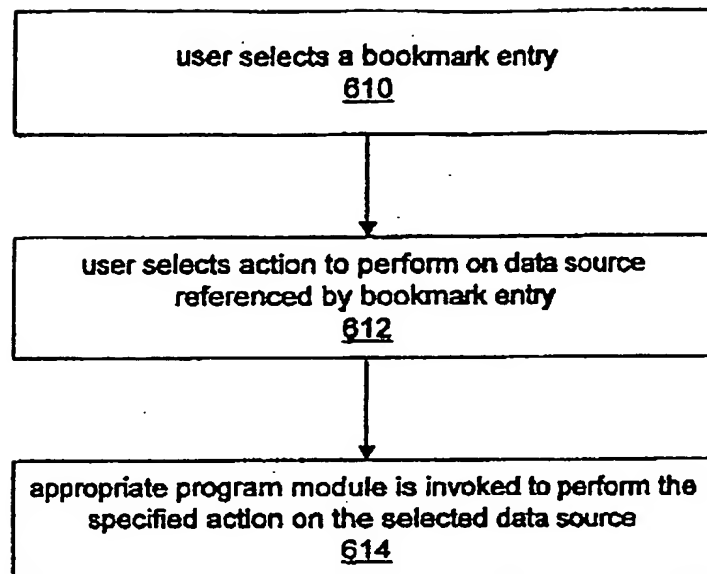 user selects a bookmark entry
610
user selects action to perform on data source
referenced by bookmark entry
612
appropriate program module is invoked to perform the
specified action on the selected data source
614